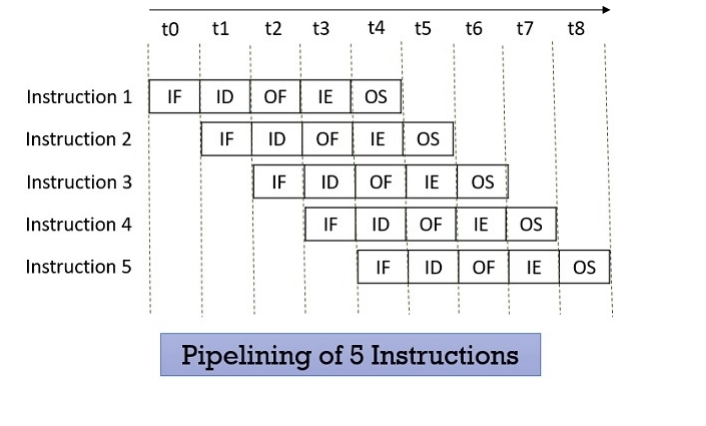 t0 t1 t2 t3 t4 t5 t6 t7 t8
Instruction 1 IF ID OF IE OS
Instruction 2 IF ID OF IE OS
Instruction 3 IF ID OF IE OS
Instruction 4 IF ID OF IE OS
Instruction 5 IF ID OF IE OS
Pipelining of 5 Instructions